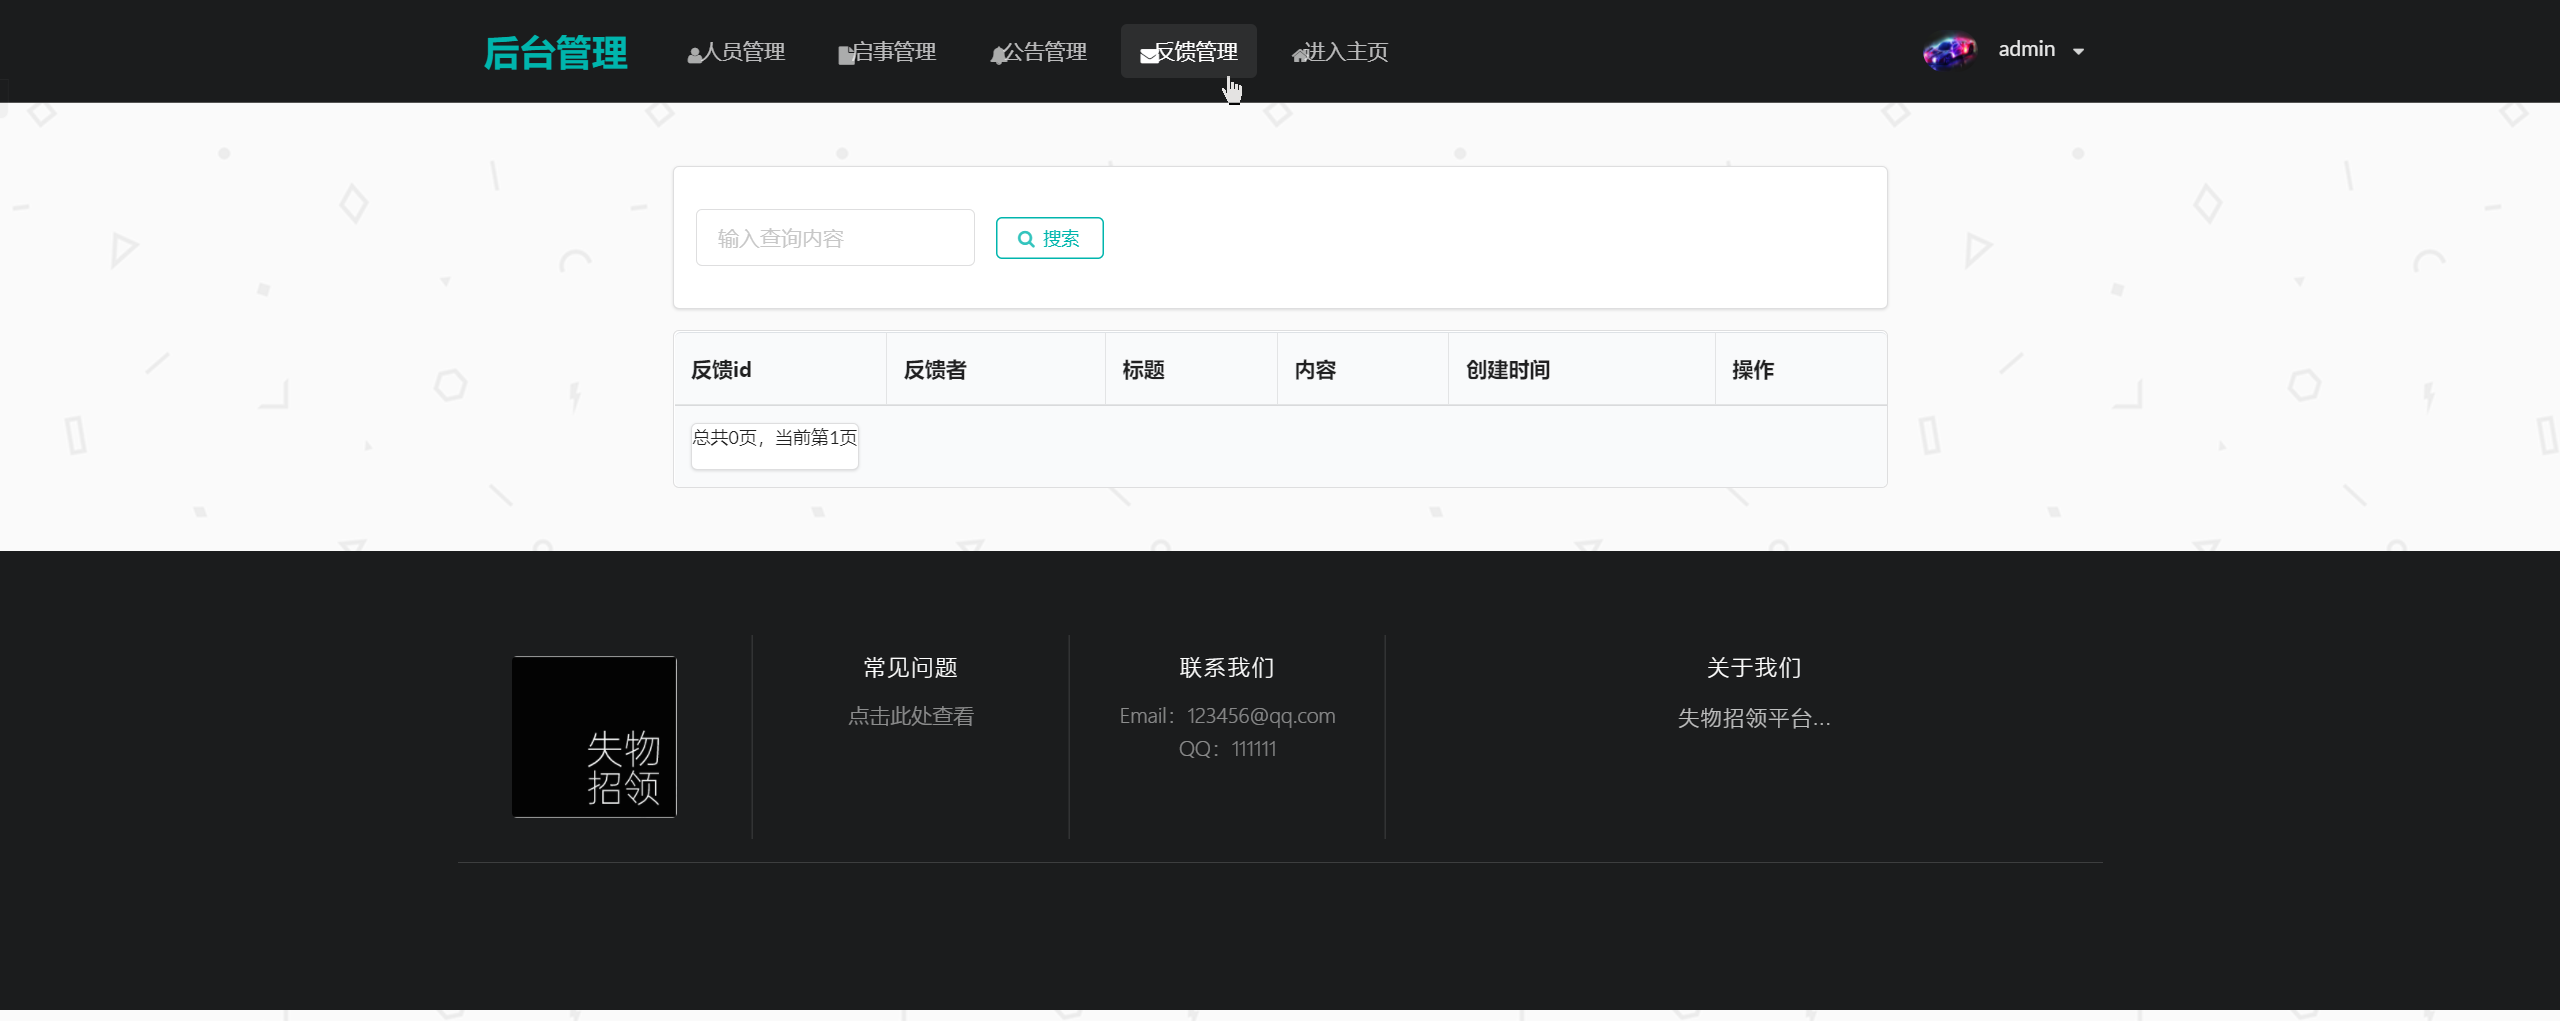 后台管理
人员管理
启事管理
公告管理
反馈管理
进入主页
admin
输入查询内容
搜索
反馈id
反馈者
标题
内容
创建时间
操作
总共0页，当前第1页
失物
招领
常见问题
点击此处查看
联系我们
Email：123456@qq.com
QQ：111111
关于我们
失物招领平台...